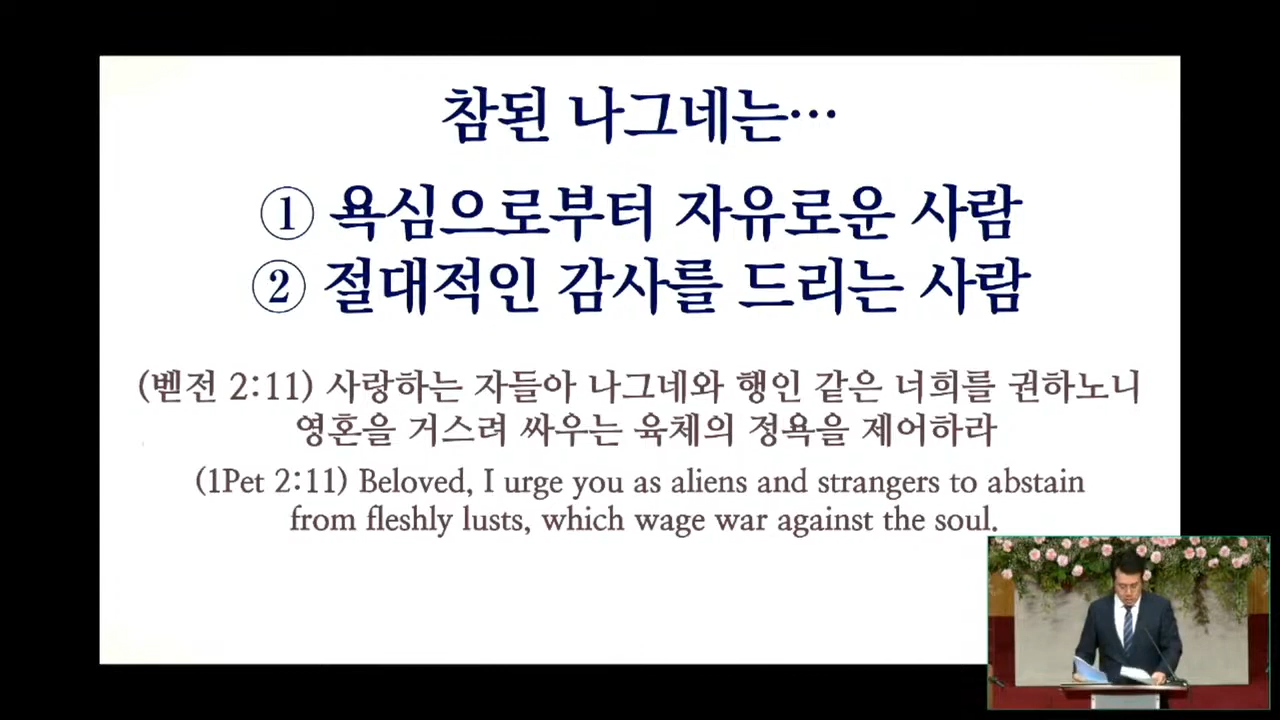 참된 나그네는…
① 욕심으로부터 자유로운 사람
② 절대적인 감사를 드리는 사람
(벧전 2:11) 사랑하는 자들아 나그네와 행인 같은 너희를 권하노니
영혼을 거스려 싸우는 육체의 정욕을 제어하라
(1Pet 2:11) Beloved, I urge you as aliens and strangers to abstain
from fleshly lusts, which wage war against the soul.